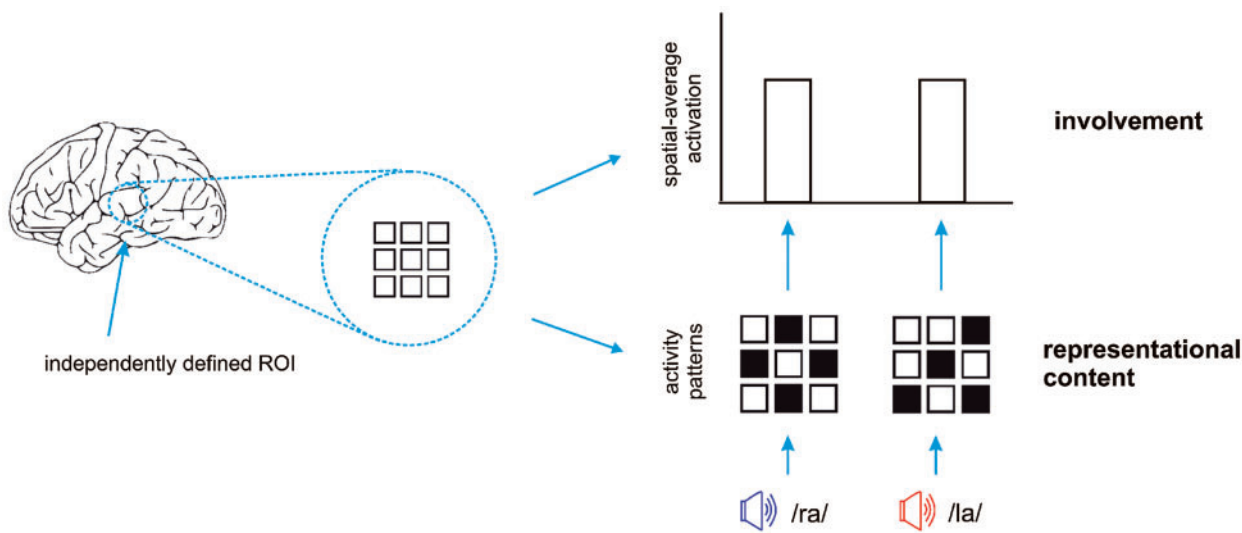 spatial-average
activation
involvement
independently defined ROI
activity
patterns
representational
content
/ra/
/la/